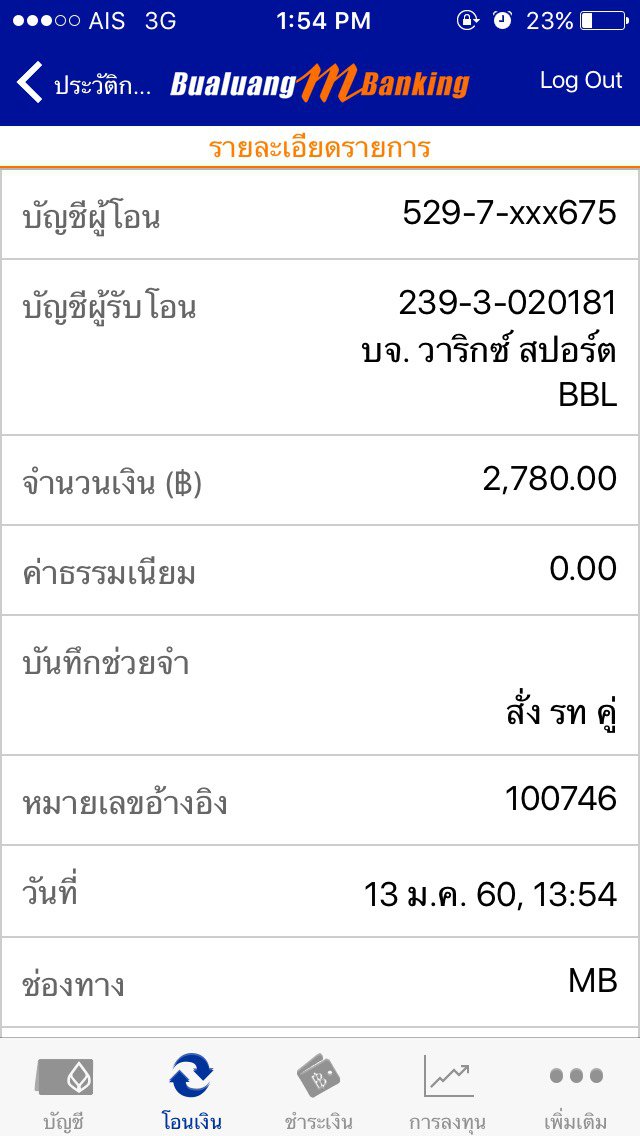 AIS 3G 1:54 PM 23%
ประวัติก... Bualuang mBanking Log Out
รายละเอียดรายการ
บัญชีผู้โอน 529-7-xxx675
บัญชีผู้รับโอน 239-3-020181
บจ. วาริกซ์ สปอร์ต
BBL
จำนวนเงิน (฿) 2,780.00
ค่าธรรมเนียม 0.00
บันทึกช่วยจำ
สั่ง รท คู่
หมายเลขอ้างอิง 100746
วันที่ 13 ม.ค. 60, 13:54
ช่องทาง MB
บัญชี โอนเงิน ชำระเงิน การลงทุน เพิ่มเติม